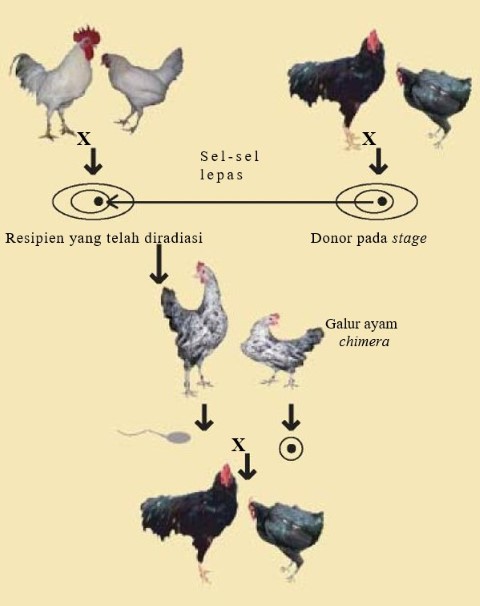 X
X
Sel-sel
lepas
Resipien yang telah diradiasi
Donor pada stage
Galur ayam
chimera
X